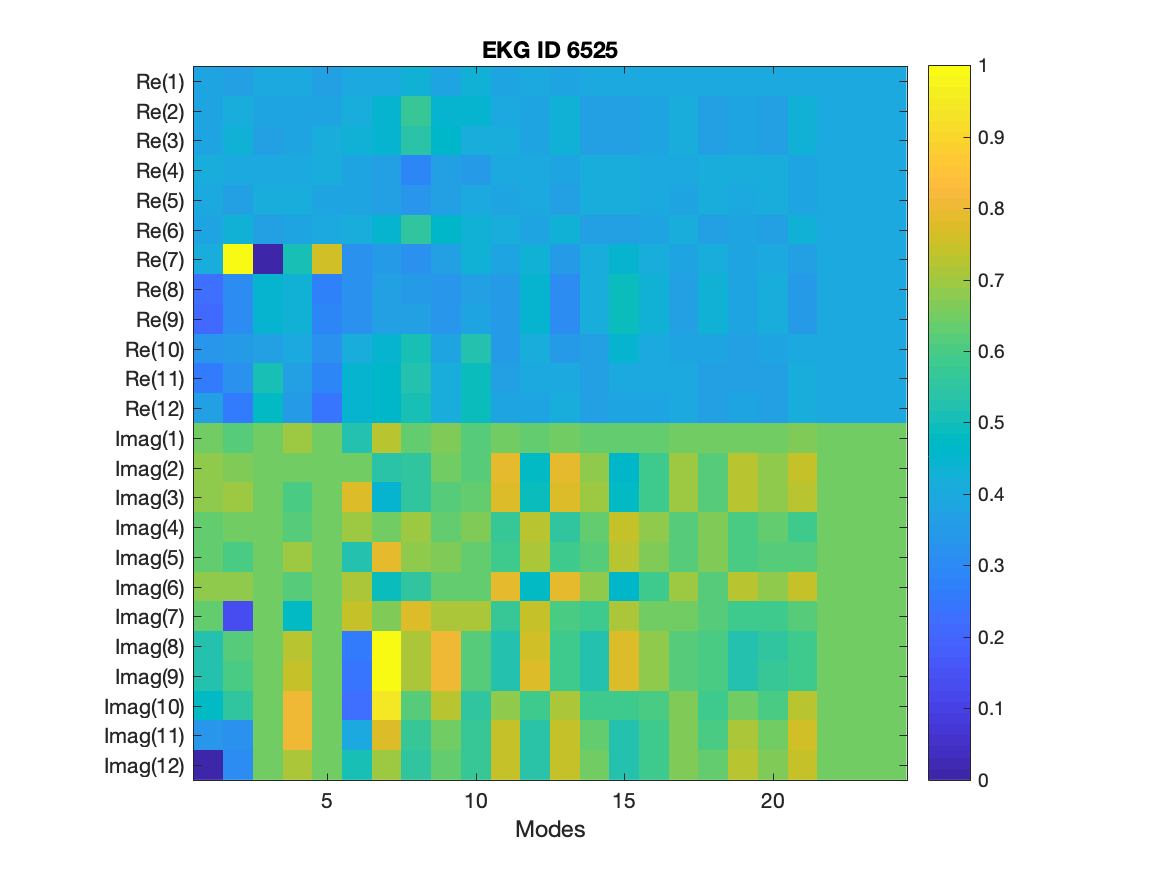 EKG ID 6525
Re(1)
Re(2)
Re(3)
Re(4)
Re(5)
Re(6)
Re(7)
Re(8)
Re(9)
Re(10)
Re(11)
Re(12)
Imag(1)
Imag(2)
Imag(3)
Imag(4)
Imag(5)
Imag(6)
Imag(7)
Imag(8)
Imag(9)
Imag(10)
Imag(11)
Imag(12)
5 10 15 20
Modes
1
0.9
0.8
0.7
0.6
0.5
0.4
0.3
0.2
0.1
0